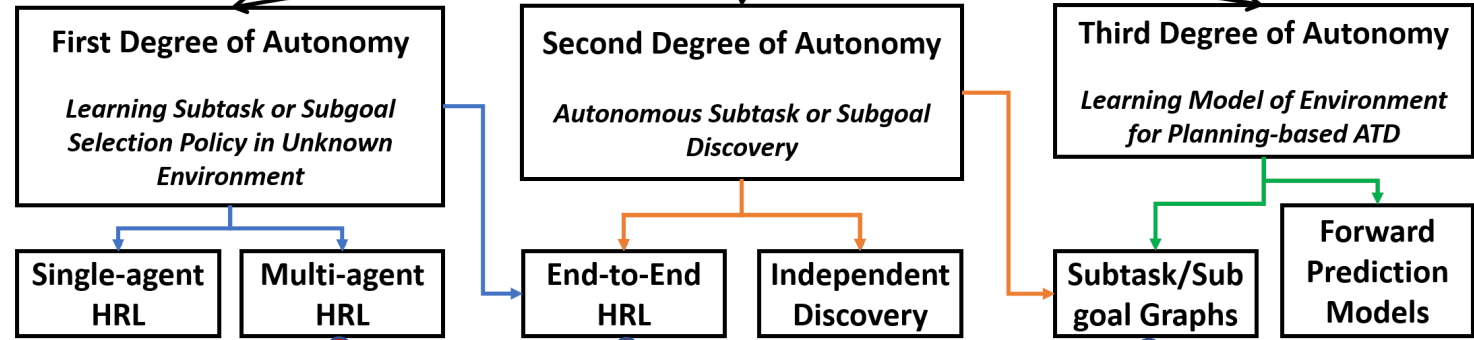 First Degree of Autonomy
Learning Subtask or Subgoal
Selection Policy in Unknown
Environment
Second Degree of Autonomy
Autonomous Subtask or Subgoal
Discovery
Third Degree of Autonomy
Learning Model of Environment
for Planning-based ATD
Single-agent
HRL
Multi-agent
HRL
End-to-End
HRL
Independent
Discovery
Subtask/Sub
goal Graphs
Forward
Prediction
Models